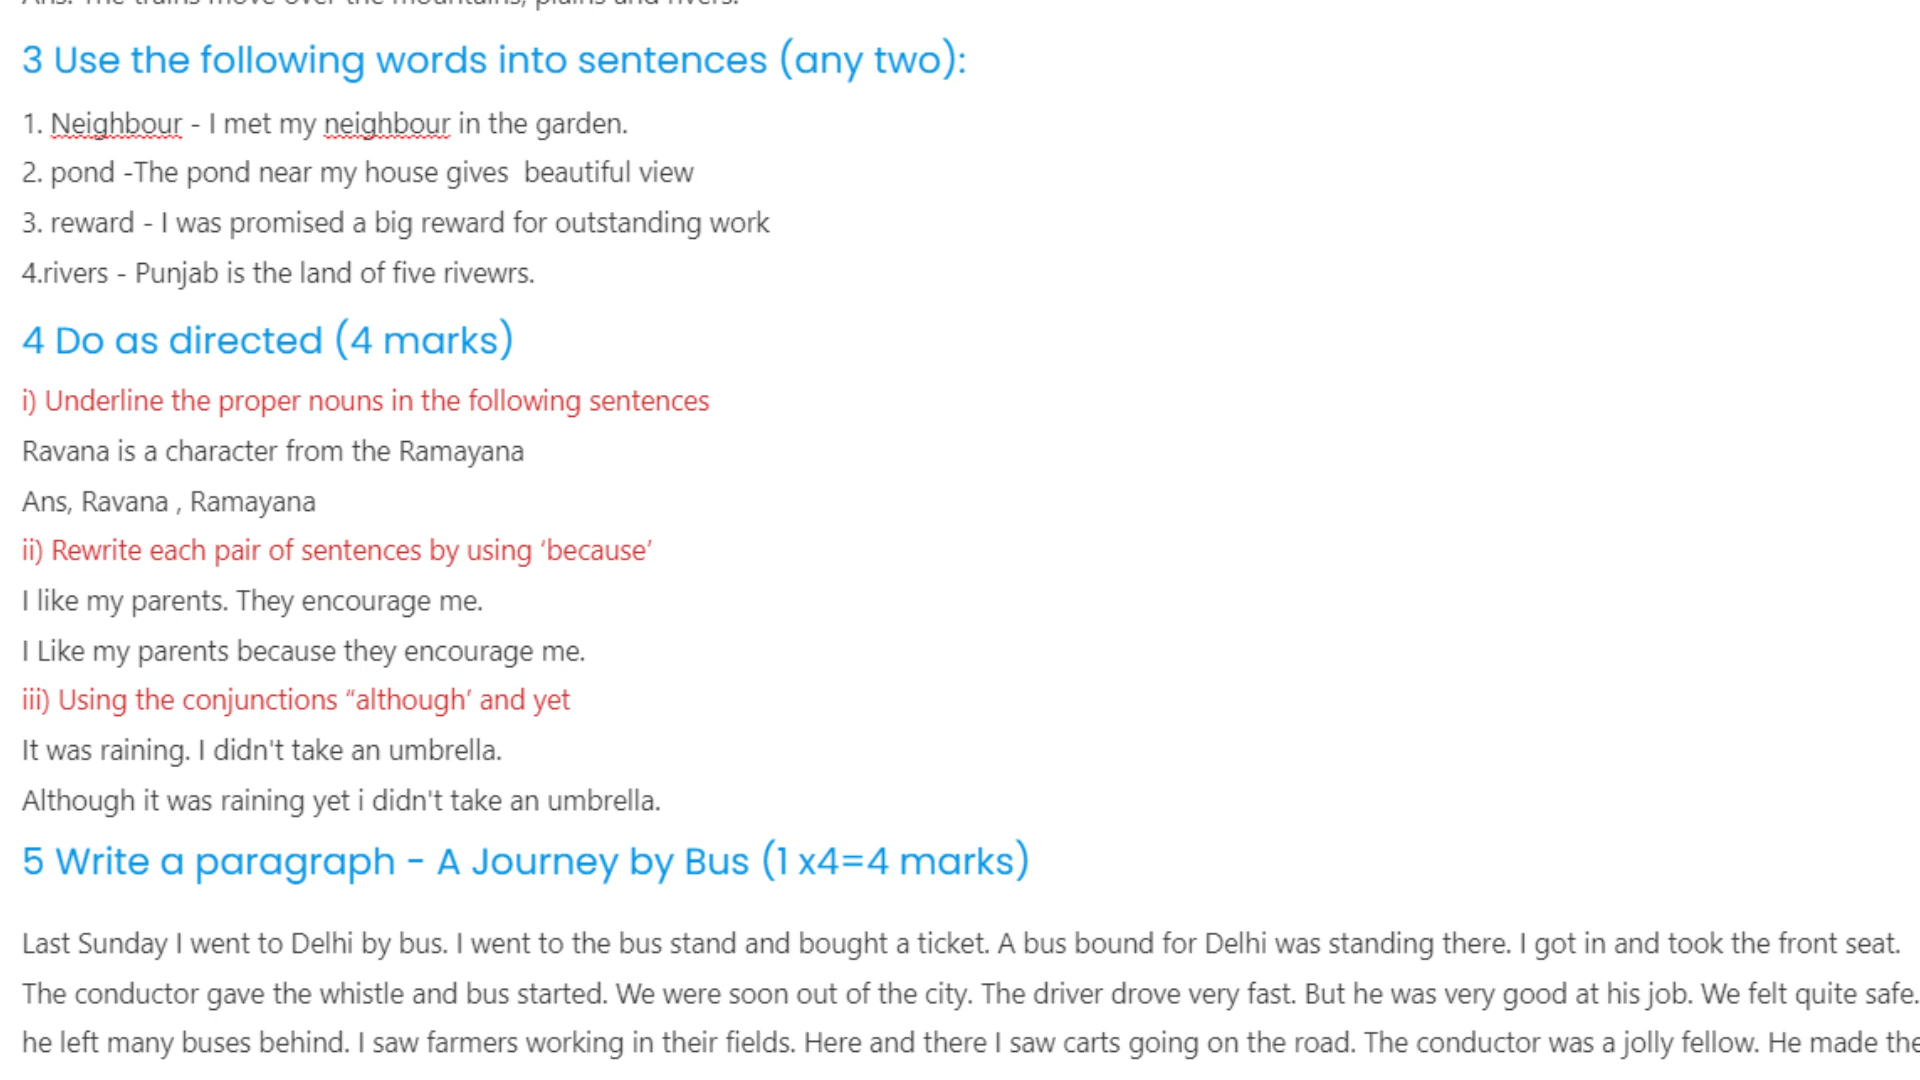 Ans. The trains move over the mountains, plains and rivers.
3 Use the following words into sentences (any two):
1. Neighbour - I met my neighbour in the garden.
2. pond -The pond near my house gives  beautiful view
3. reward - I was promised a big reward for outstanding work
4.rivers - Punjab is the land of five rivewrs.
4 Do as directed (4 marks)
i) Underline the proper nouns in the following sentences
Ravana is a character from the Ramayana
Ans, Ravana , Ramayana
ii) Rewrite each pair of sentences by using ‘because’
I like my parents. They encourage me.
I Like my parents because they encourage me.
iii) Using the conjunctions “although’ and yet
It was raining. I didn't take an umbrella.
Although it was raining yet i didn't take an umbrella.
5 Write a paragraph - A Journey by Bus (1 x4=4 marks)
Last Sunday I went to Delhi by bus. I went to the bus stand and bought a ticket. A bus bound for Delhi was standing there. I got in and took the front seat.
The conductor gave the whistle and bus started. We were soon out of the city. The driver drove very fast. But he was very good at his job. We felt quite safe.
he left many buses behind. I saw farmers working in their fields. Here and there I saw carts going on the road. The conductor was a jolly fellow. He made the